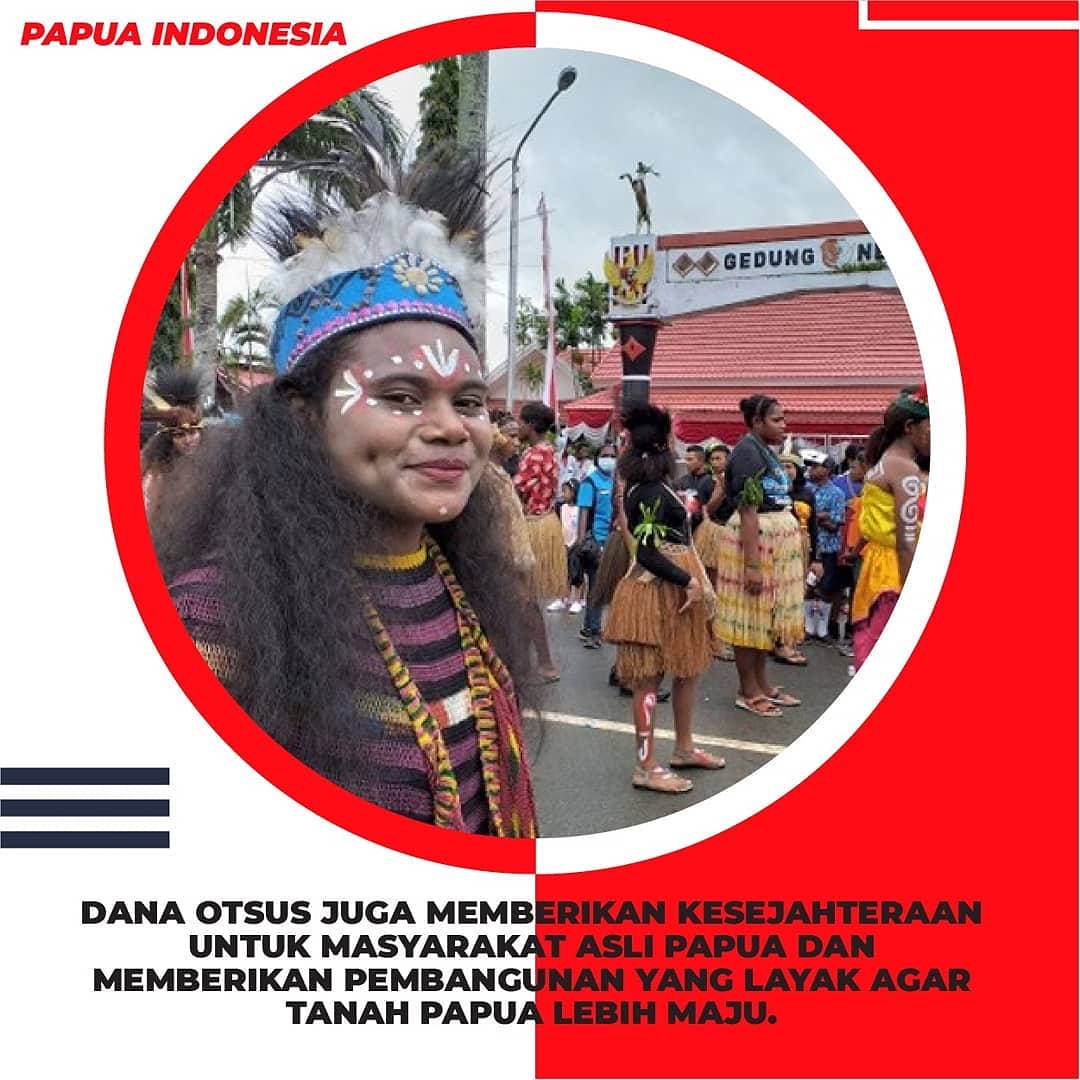 PAPUA INDONESIA
GEDUNG
DANA OTSUS JUGA MEMBERIKAN KESEJAHTERAAN
UNTUK MASYARAKAT ASLI PAPUA DAN
MEMBERIKAN PEMBANGUNAN YANG LAYAK AGAR
TANAH PAPUA LEBIH MAJU.